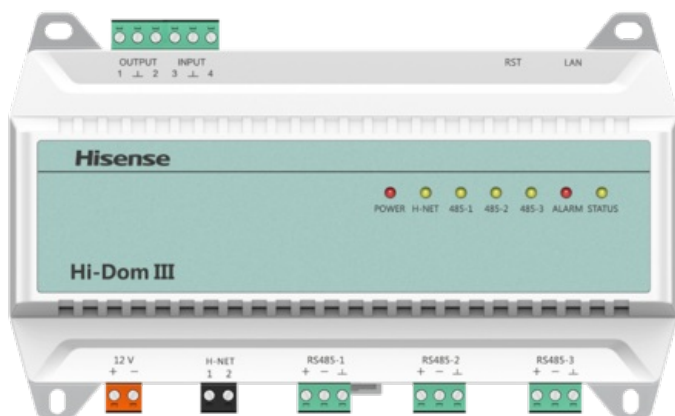 OUTPUT INPUT
1 ⊥ 2 3 ⊥ 4
RST LAN
Hisense
POWER H-NET 485-1 485-2 485-3 ALARM STATUS
Hi-Dom III
12 V H-NET RS485-1 RS485-2 RS485-3
+ − 1 2 + − ⊥ + − ⊥ + − ⊥